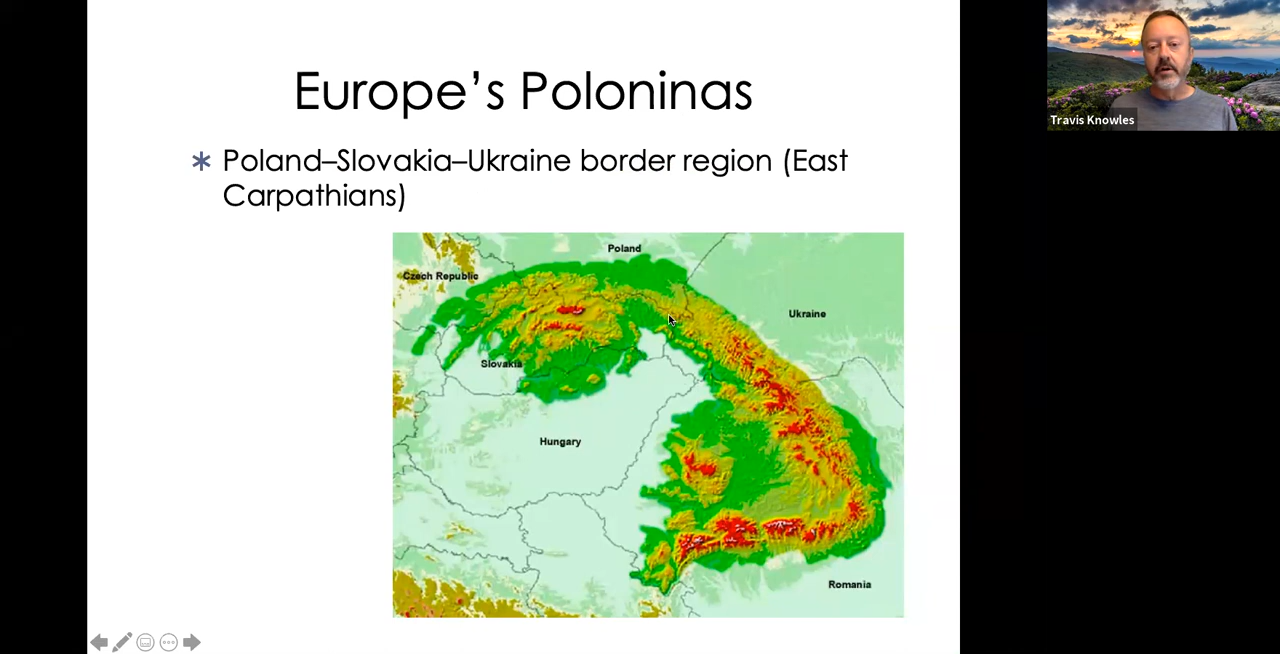 Europe's Poloninas
Poland–Slovakia–Ukraine border region (East
Carpathians)
Poland
Czech Republic
Ukraine
Slovakia
Hungary
Romania
Travis Knowles